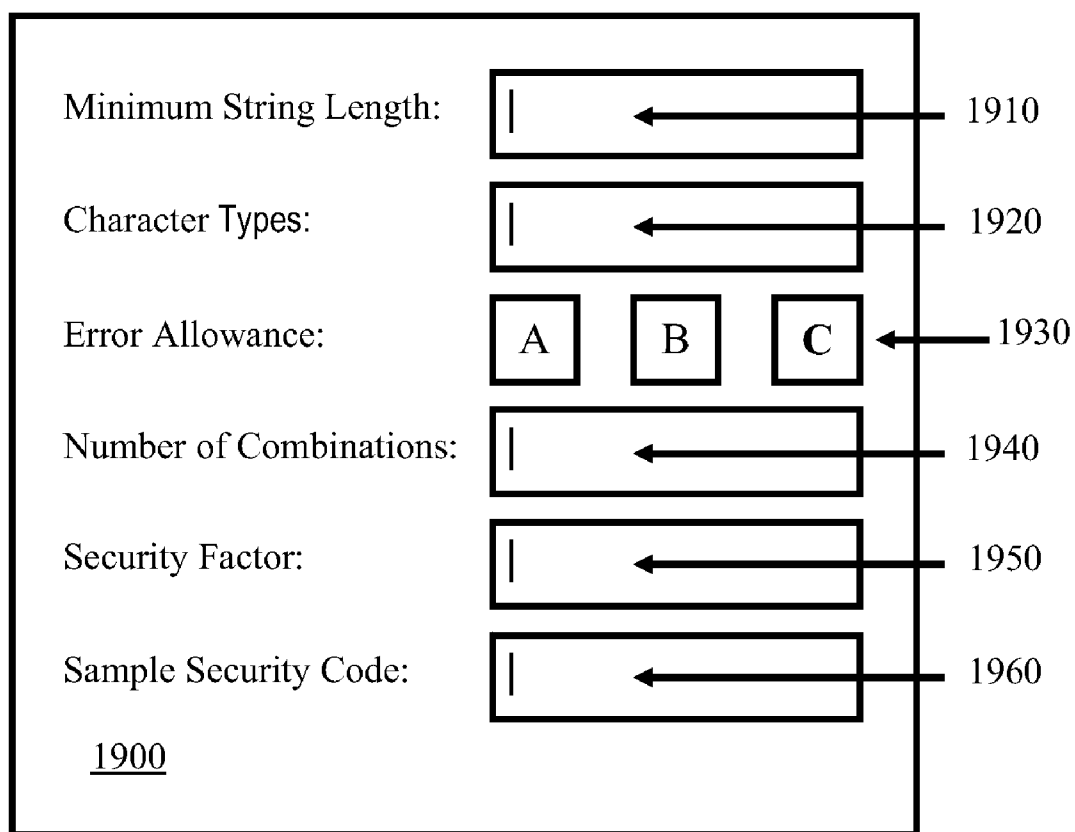 Minimum String Length: 1910
Character Types: 1920
Error Allowance: A B C 1930
Number of Combinations: 1940
Security Factor: 1950
Sample Security Code: 1960
1900